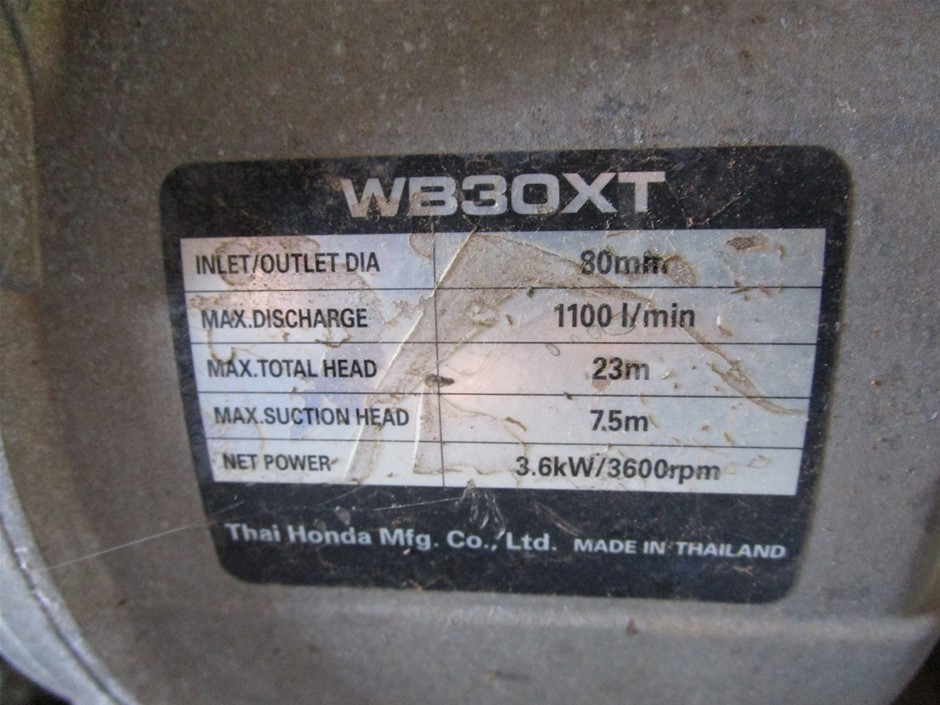 WB30XT
INLET/OUTLET DIA 80mm
MAX.DISCHARGE 1100 l/min
MAX.TOTAL HEAD 23m
MAX.SUCTION HEAD 7.5m
NET POWER 3.6kW/3600rpm
Thai Honda Mfg. Co., Ltd. MADE IN THAILAND